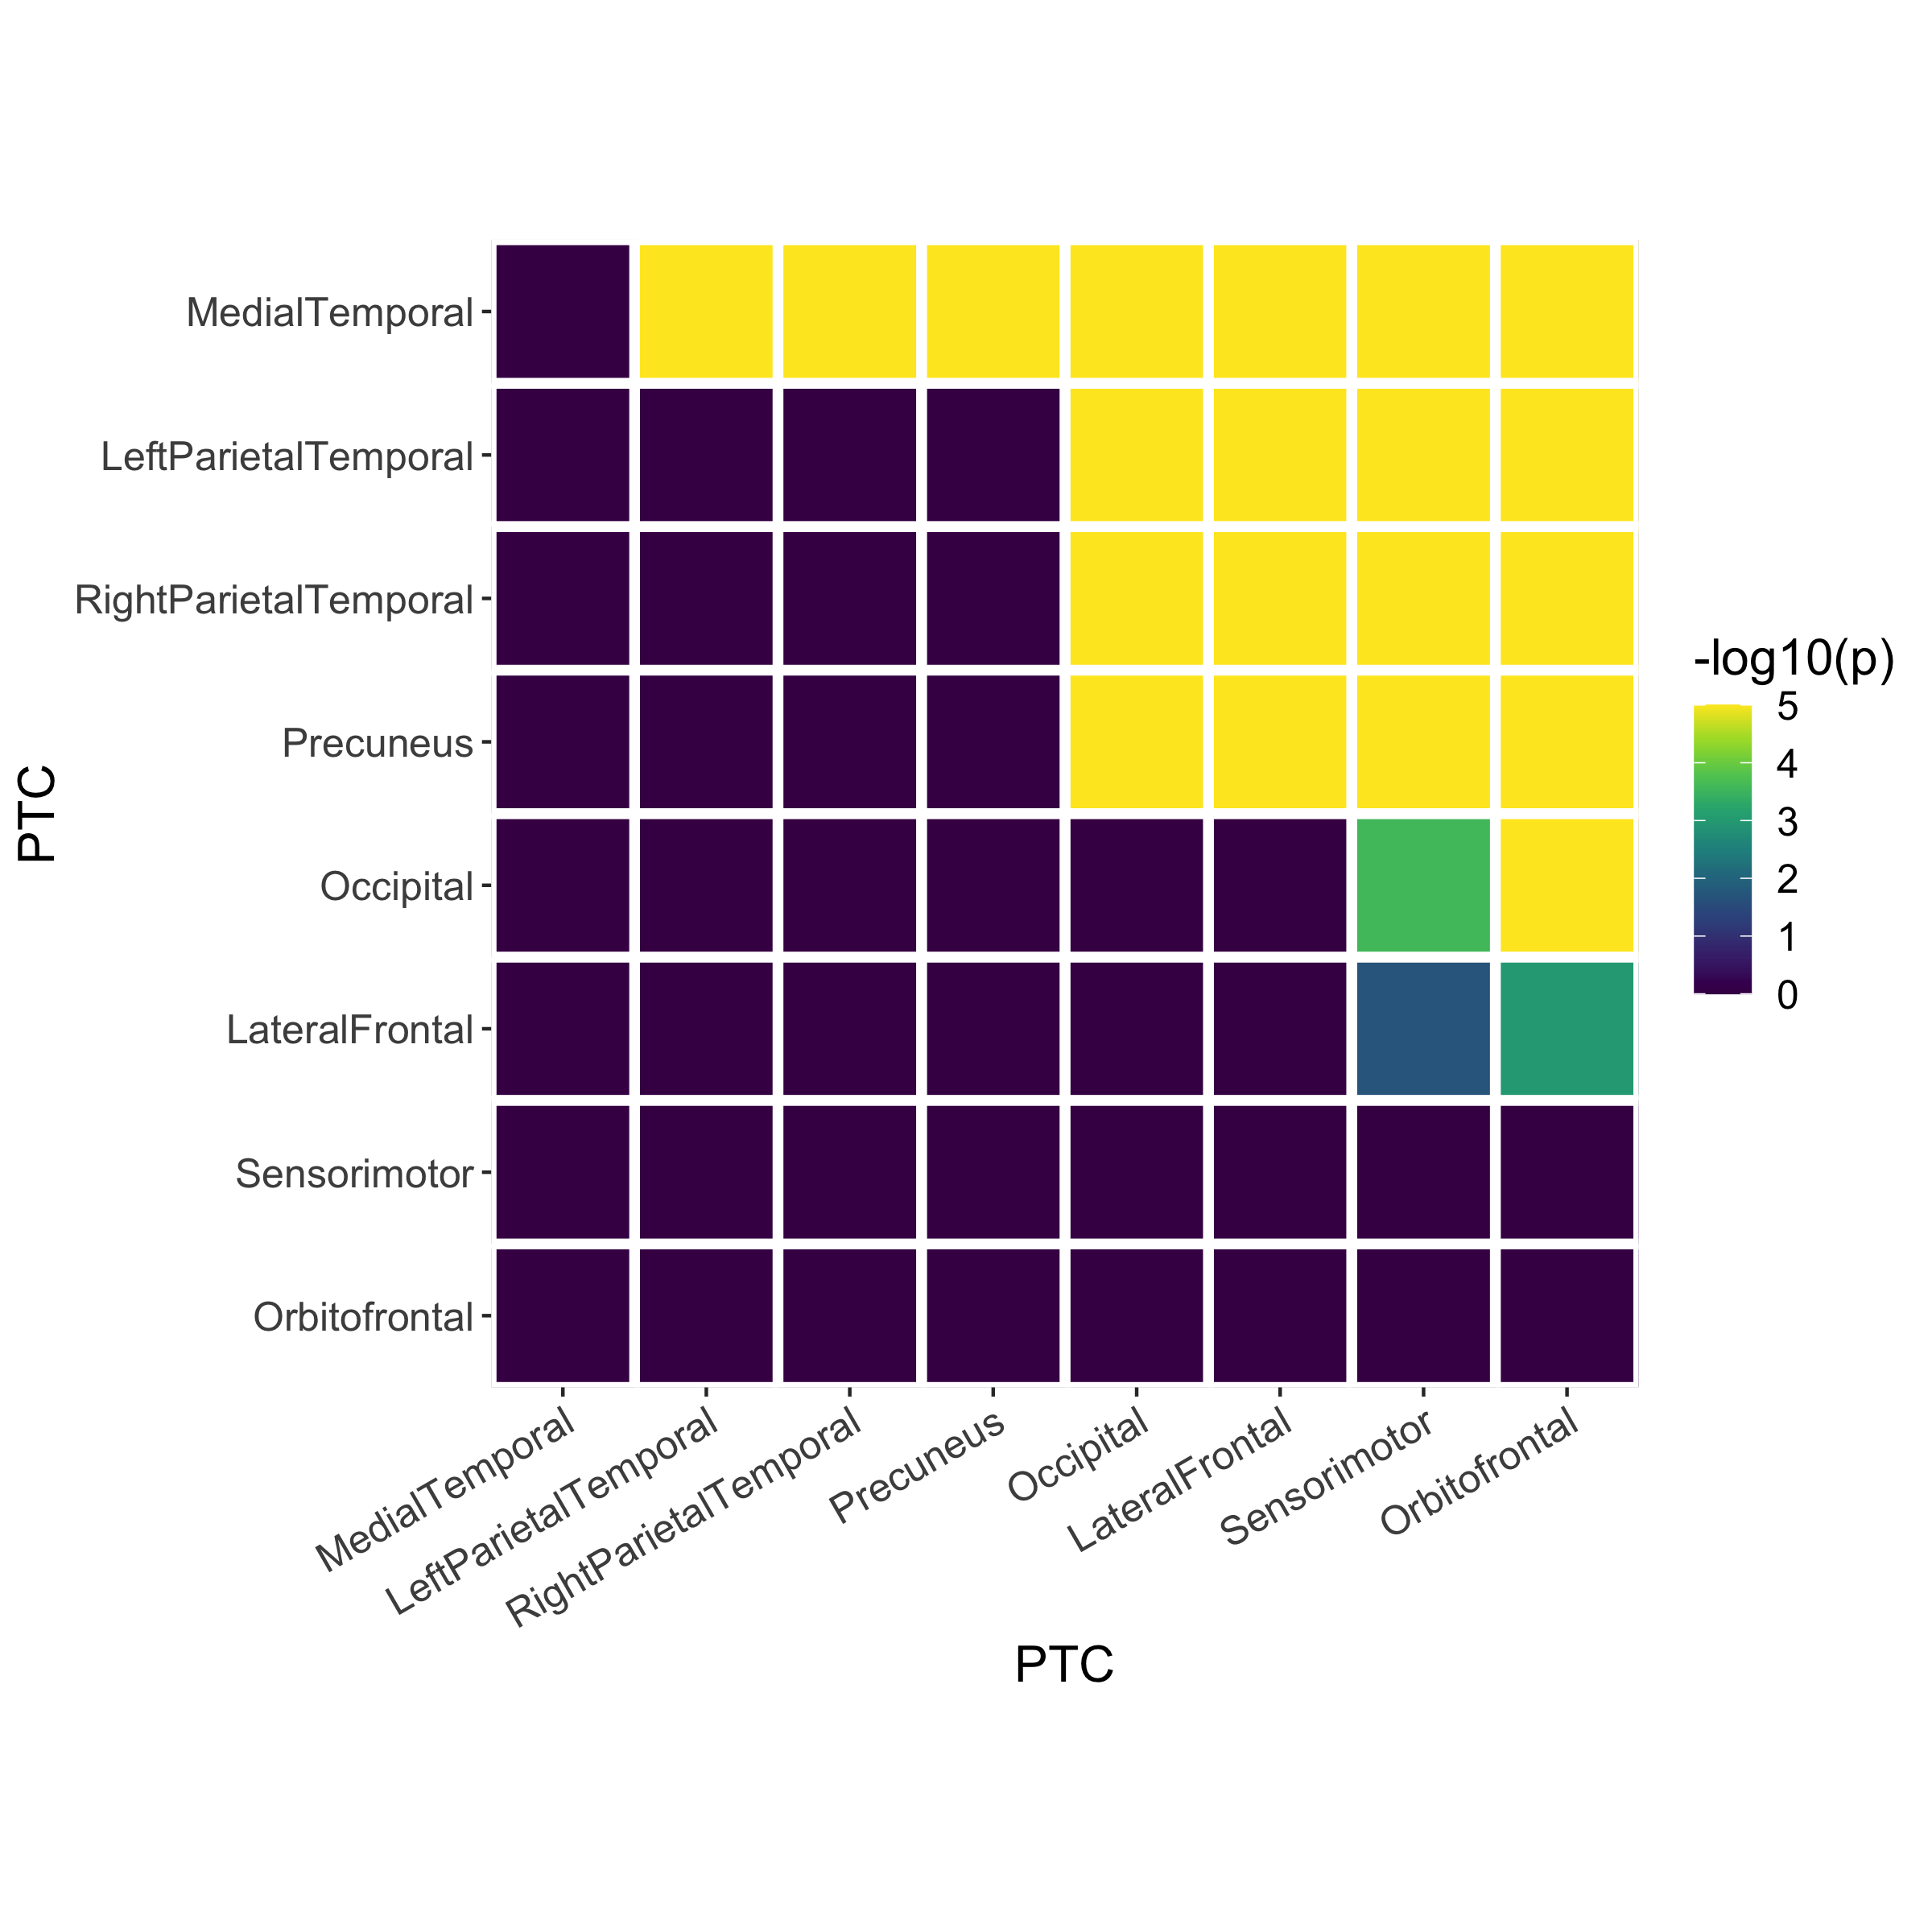 MedialTemporal
LeftParietalTemporal
RightParietalTemporal
Precuneus
Occipital
LateralFrontal
Sensorimotor
Orbitofrontal
PTC
MedialTemporal
LeftParietalTemporal
RightParietalTemporal
Precuneus
Occipital
LateralFrontal
Sensorimotor
Orbitofrontal
PTC
-log10(p)
5
4
3
2
1
0